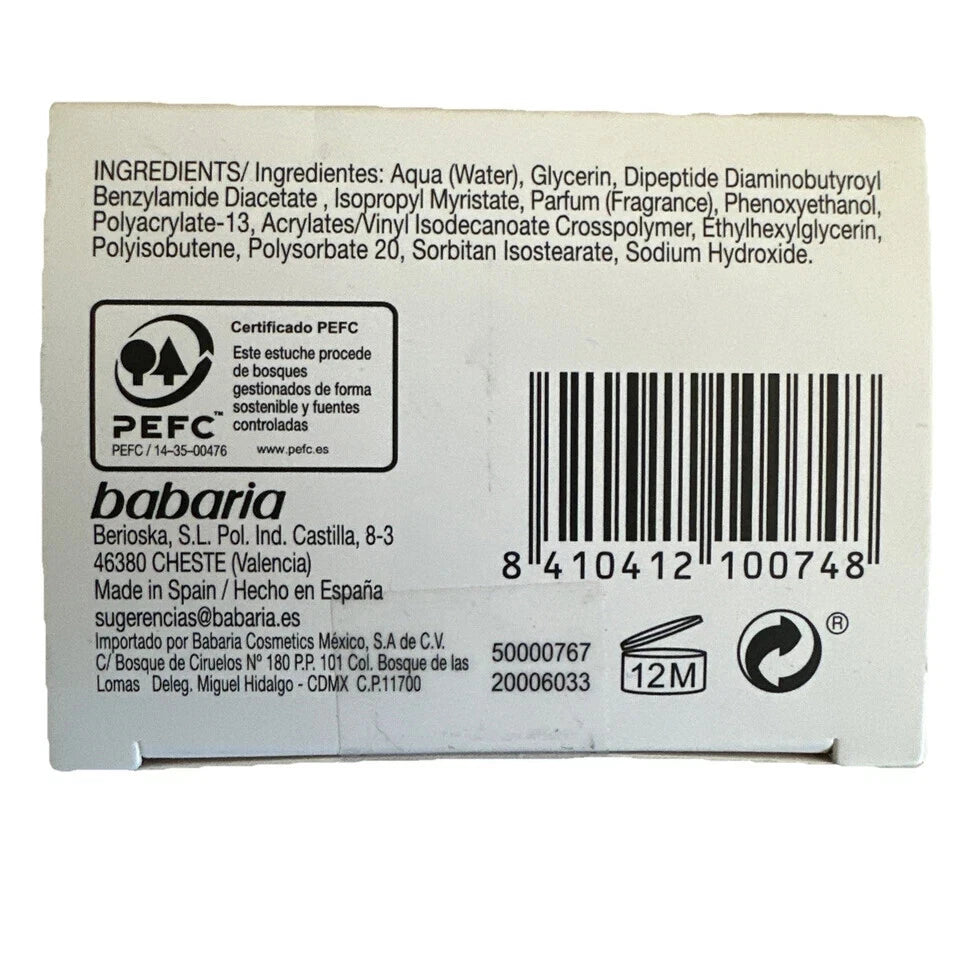 INGREDIENTS/ Ingredientes: Aqua (Water), Glycerin, Dipeptide Diaminobutyroyl
Benzylamide Diacetate , Isopropyl Myristate, Parfum (Fragrance), Phenoxyethanol,
Polyacrylate-13, Acrylates/Vinyl Isodecanoate Crosspolymer, Ethylhexylglycerin,
Polyisobutene, Polysorbate 20, Sorbitan Isostearate, Sodium Hydroxide.
Certificado PEFC
Este estuche procede
de bosques
gestionados de forma
sostenible y fuentes
controladas
PEFC™
PEFC / 14-35-00476
www.pefc.es
babaria
Berioska, S.L. Pol. Ind. Castilla, 8-3
46380 CHESTE (Valencia)
Made in Spain / Hecho en España
sugerencias@babaria.es
Importado por Babaria Cosmetics México, S.A de C.V.
C/ Bosque de Ciruelos Nº 180 P.P. 101 Col. Bosque de las
Lomas Deleg. Miguel Hidalgo - CDMX C.P.11700
50000767
20006033
8 410412 100748
12M
®